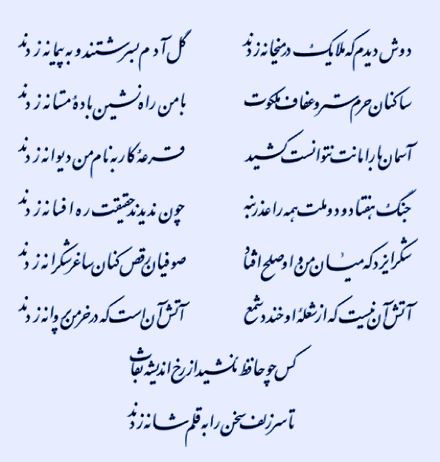 دوش دیدم که ملایک در میخانه زدند
گل آدم بسرشتند و به پیمانه زدند
ساکنان حرم ستر و عفاف ملکوت
با من راه نشین باده مستانه زدند
آسمان بار امانت نتوانست کشید
قرعهٔ کار به نام من دیوانه زدند
جنگ هفتاد و دو ملت همه را عذر بنه
چون ندیدند حقیقت ره افسانه زدند
شکر ایزد که میان من و او صلح افتاد
صوفیان رقص کنان ساغر شکرانه زدند
آتش آن نیست که از شعلهٔ او خندد شمع
آتش آن است که در خرمن پروانه زدند
کس چو حافظ نکشید از رخ اندیشه نقاب
تا سر زلف سخن را به قلم شانه زدند